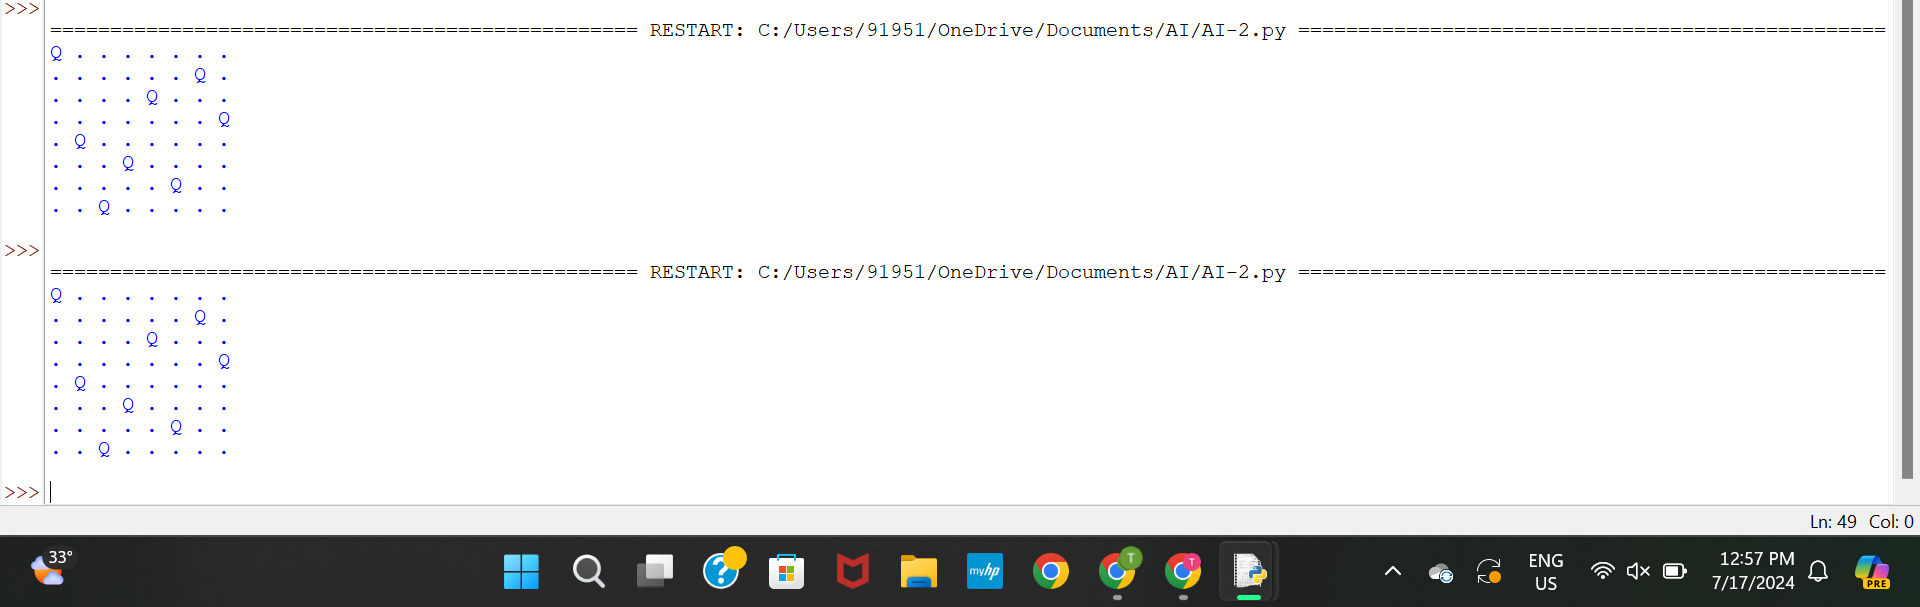 >>>
================================================= RESTART: C:/Users/91951/OneDrive/Documents/AI/AI-2.py =================================================
Q . . . . . . .
. . . . . . Q .
. . . . Q . . .
. . . . . . . Q
. Q . . . . . .
. . . Q . . . .
. . . . . Q . .
. . Q . . . . .
>>>
================================================= RESTART: C:/Users/91951/OneDrive/Documents/AI/AI-2.py =================================================
Q . . . . . . .
. . . . . . Q .
. . . . Q . . .
. . . . . . . Q
. Q . . . . . .
. . . Q . . . .
. . . . . Q . .
. . Q . . . . .
>>>
Ln: 49 Col: 0
33°
?
myhp
T
T
ENG
US
12:57 PM
7/17/2024
PRE